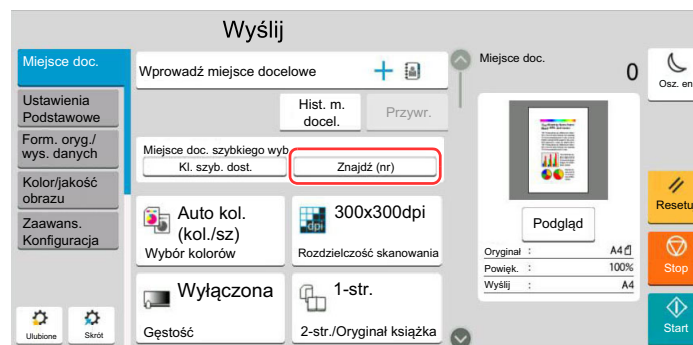 Wyślij
Miejsce doc.
Ustawienia
Podstawowe
Form. oryg./
wys. danych
Kolor/jakość
obrazu
Zaawans.
Konfiguracja
Ulubione
Skrót
Wprowadź miejsce docelowe
Hist. m.
docel.
Przywr.
Miejsce doc. szybkiego wyb.
Kl. szyb. dost.
Znajdź (nr)
Auto kol.
(kol./sz)
Wybór kolorów
300x300dpi
dpi
Rozdzielczość skanowania
Wyłączona
Gęstość
1-str.
2-str./Oryginał książka
Miejsce doc.
0
Podgląd
Oryginał : A4
Powięk. : 100%
Wyślij : A4
Osz. en
Resetu
Stop
Start